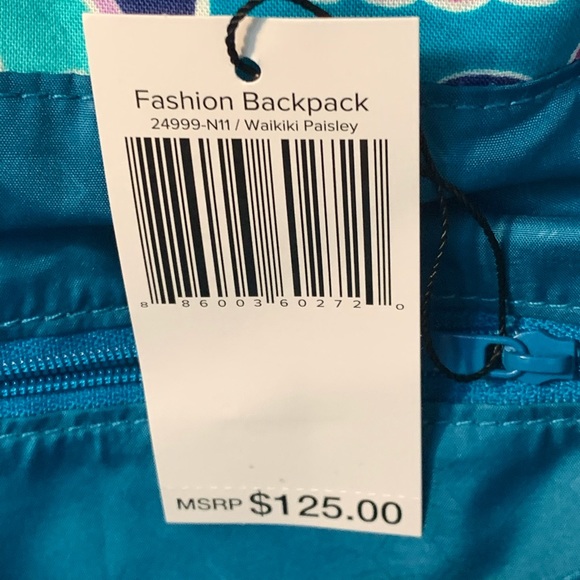 Fashion Backpack
24999-N11 / Waikiki Paisley
8 86003 60272 0
MSRP $125.00